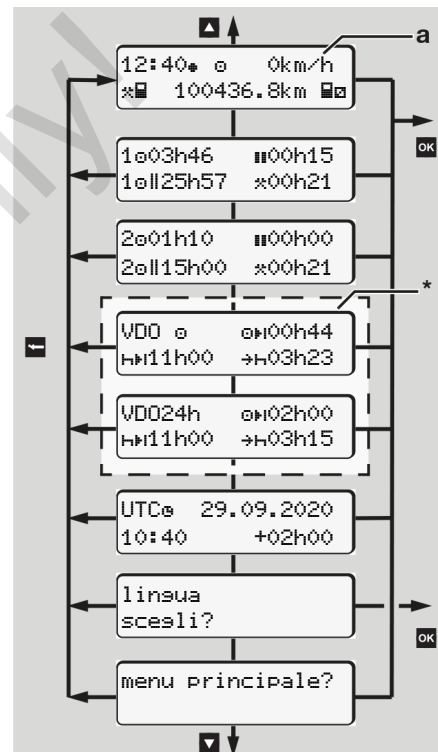 a
12:40 0km/h
100436.8km
OK
1 03h46 00h15
1 25h57 00h21
2 01h10 00h00
2 15h00 00h21
*
VDO 00h44
11h00 03h23
VDO24h 02h00
11h00 03h15
UTC 29.09.2020
10:40 +02h00
lingua
scegli?
OK
menu principale?